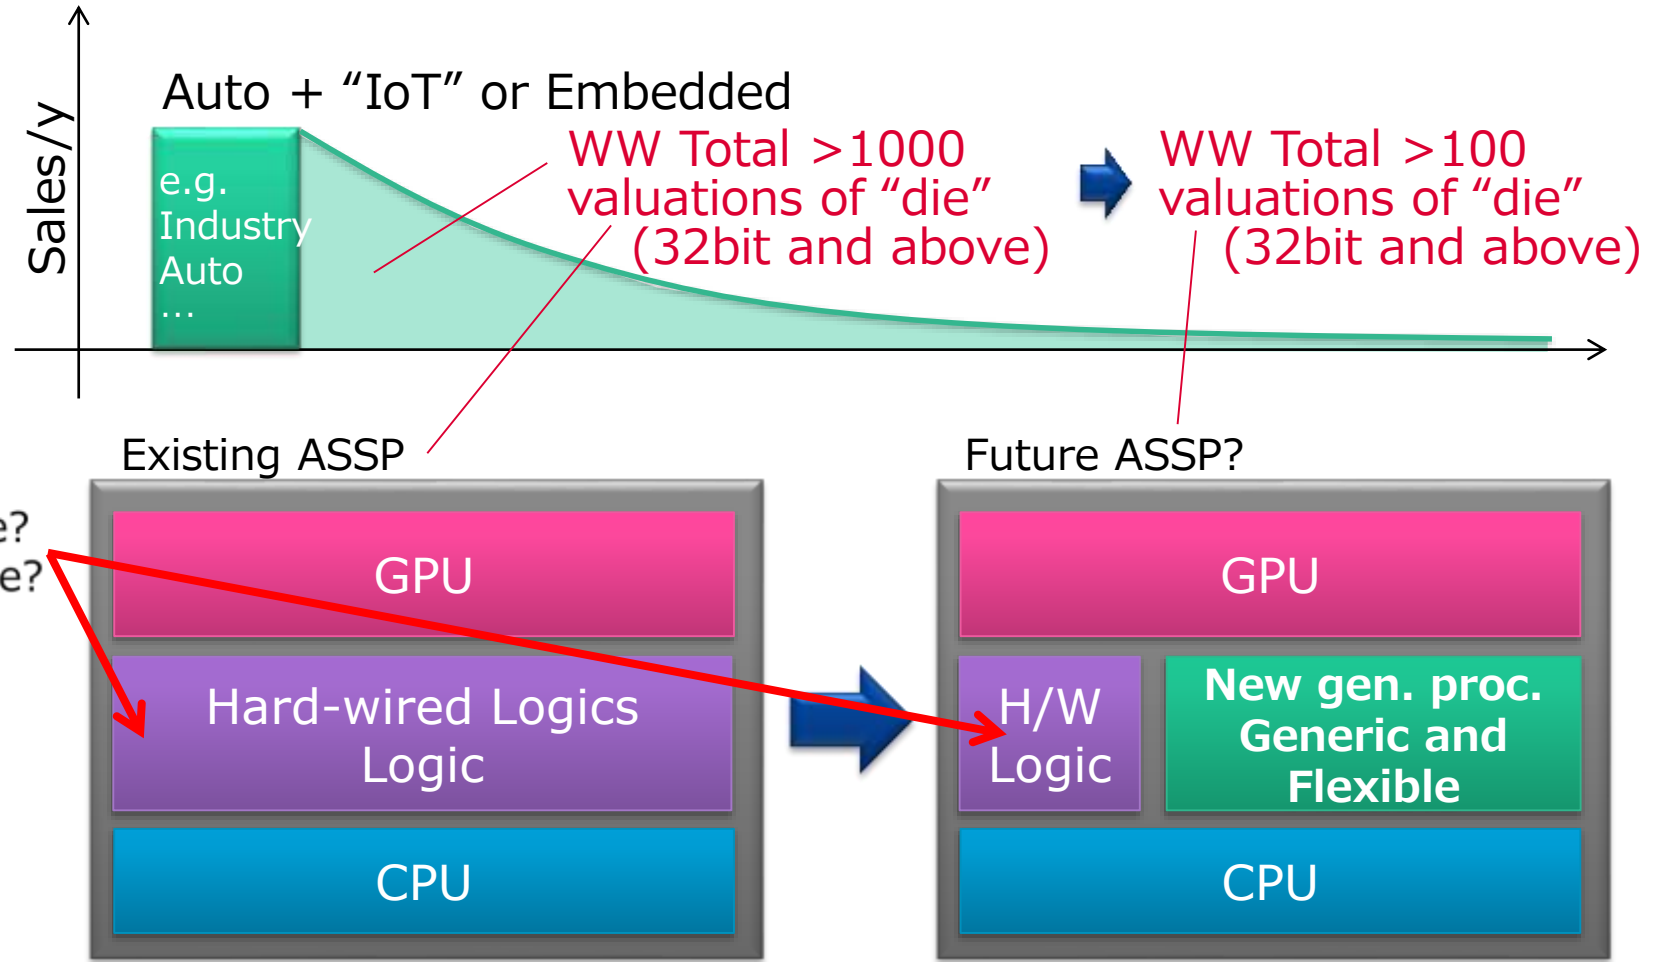 Sales/y
Auto + “IoT” or Embedded
e.g.
Industry
Auto
...
WW Total >1000
valuations of “die”
(32bit and above)
WW Total >100
valuations of “die”
(32bit and above)
Existing ASSP
GPU
Hard-wired Logics
Logic
CPU
Future ASSP?
GPU
H/W
Logic
New gen. proc.
Generic and
Flexible
CPU